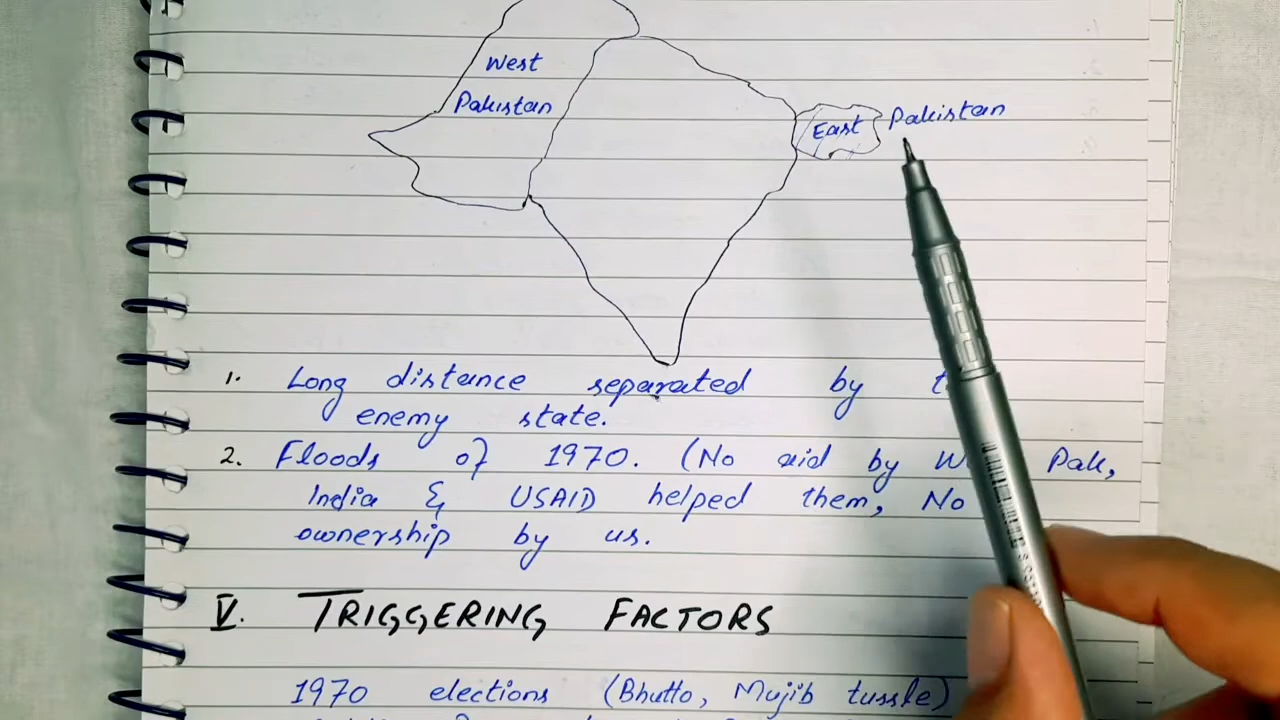 West
Pakistan
East Pakistan
1. Long distance separated by
enemy state.
2. Floods of 1970. (No aid by Pak,
India & USAID helped them, No
ownership by us.
V. TRIGGERING FACTORS
1970 elections (Bhutto, Mujib tussle)